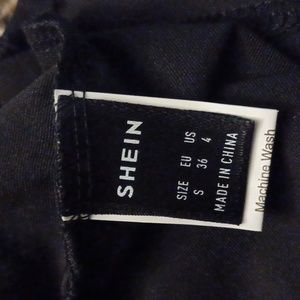 SHEIN
SIZE EU US
S 36 4
MADE IN CHINA
Machine Wash